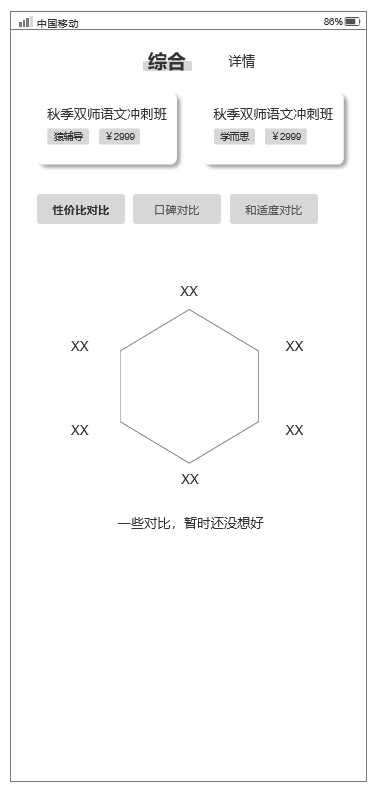 中国移动 86%
综合 详情
秋季双师语文冲刺班 秋季双师语文冲刺班
猿辅导 ￥2999 学而思 ￥2999
性价比对比 口碑对比 和适度对比
XX
XX XX
XX XX
XX
一些对比，暂时还没想好